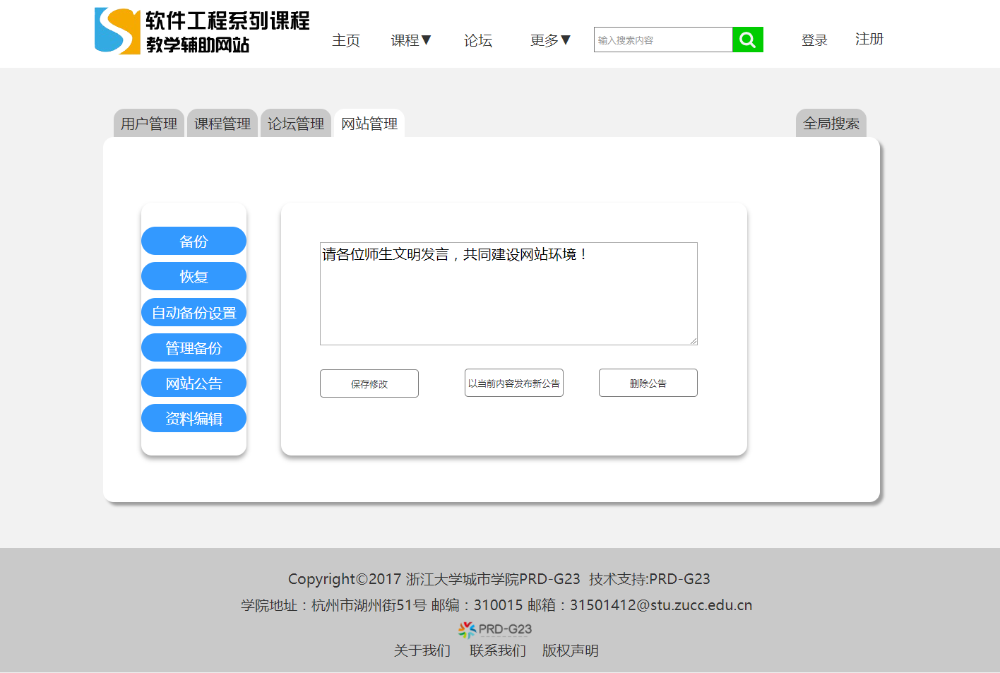 软件工程系列课程
教学辅助网站
主页 课程▼ 论坛 更多▼ 输入搜索内容 登录 注册
用户管理 课程管理 论坛管理 网站管理 全局搜索
备份
恢复
自动备份设置
管理备份
网站公告
资料编辑
请各位师生文明发言，共同建设网站环境！
保存修改 以当前内容发布新公告 删除公告
Copyright©2017 浙江大学城市学院PRD-G23 技术支持:PRD-G23
学院地址：杭州市湖州街51号 邮编：310015 邮箱：31501412@stu.zucc.edu.cn
PRD-G23
关于我们 联系我们 版权声明